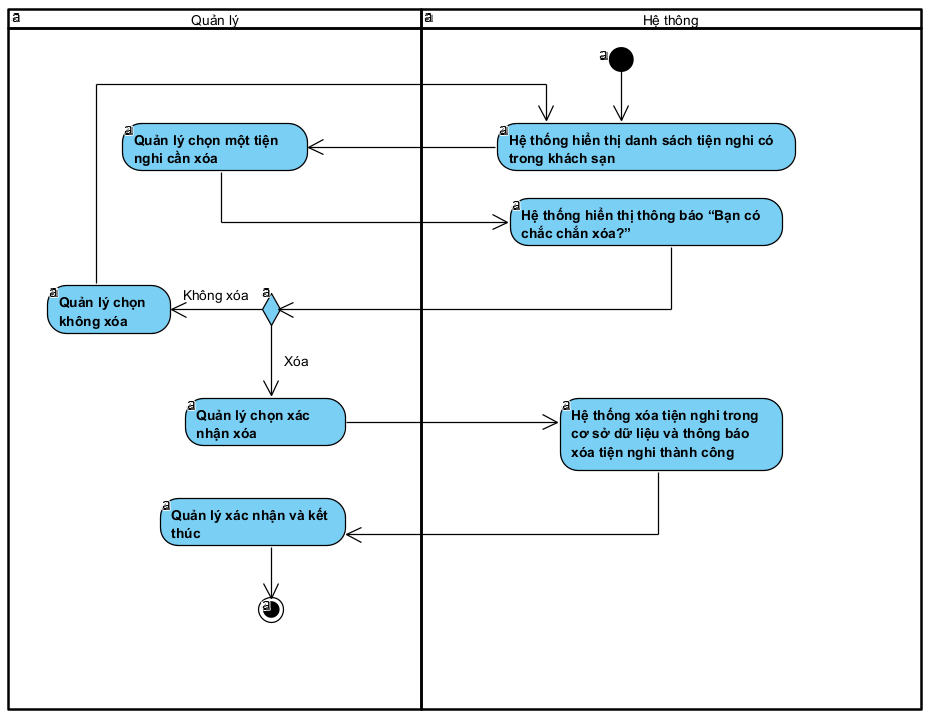 a
Quản lý
a
Hệ thông
a
a
Quản lý chọn một tiện
nghi cần xóa
a
Hệ thống hiển thị danh sách tiện nghi có
trong khách sạn
a
Hệ thống hiển thị thông báo “Bạn có
chắc chắn xóa?”
a
Quản lý chọn
không xóa
Không xóa
a
Xóa
a
Quản lý chọn xác
nhận xóa
a
Hệ thống xóa tiện nghi trong
cơ sở dữ liệu và thông báo
xóa tiện nghi thành công
a
Quản lý xác nhận và kết
thúc
a